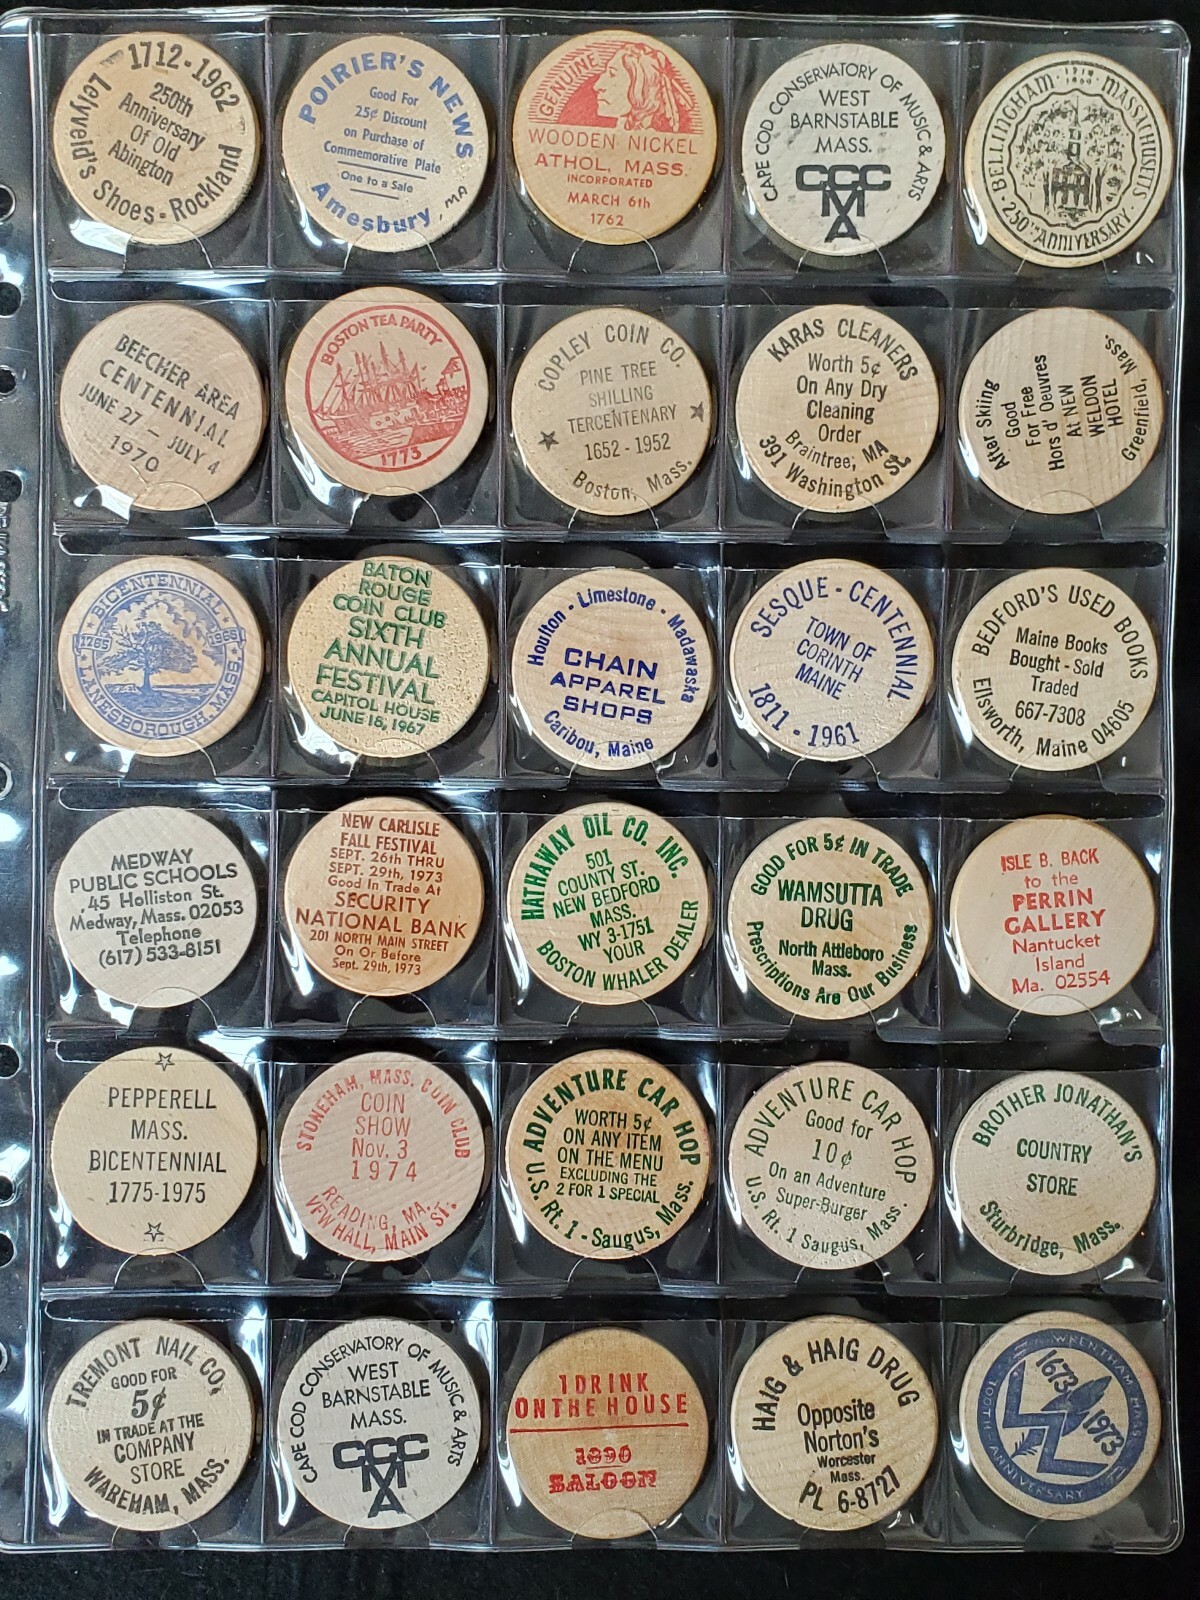 1712-1962
250th
Anniversary
Of Old
Abington
Lelyveld's Shoes-Rockland
POIRIER'S NEWS
Good For
25¢ Discount
on Purchase of
Commemorative Plate
One to a Sale
Amesbury, MA
GENUINE
WOODEN NICKEL
ATHOL, MASS.
INCORPORATED
MARCH 6th
1762
CAPE COD CONSERVATORY OF MUSIC & ARTS
WEST
BARNSTABLE
MASS.
CCC
M
A
BELLINGHAM · MASSACHUSETTS
250TH ANNIVERSARY
BEECHER AREA
CENTENNIAL
JUNE 27 - JULY 4
1970
BOSTON TEA PARTY
1773
COPLEY COIN CO.
PINE TREE
SHILLING
TERCENTENARY
1652 - 1952
Boston, Mass.
KARAS CLEANERS
Worth 5¢
On Any Dry
Cleaning
Order
Braintree, MA
391 Washington St.
After Skiing
Good
For Free
Hors d' Oeuvres
At NEW
WELDON
HOTEL
Greenfield, Mass.
BICENTENNIAL
1765 1965
LANESBOROUGH, MASS.
BATON
ROUGE
COIN CLUB
SIXTH
ANNUAL
FESTIVAL
CAPITOL HOUSE
JUNE 18, 1967
Houlton - Limestone - Madawaska
CHAIN
APPAREL
SHOPS
Caribou, Maine
SESQUE-CENTENNIAL
TOWN OF
CORINTH
MAINE
1811 - 1961
BEDFORD'S USED BOOKS
Maine Books
Bought - Sold
Traded
667-7308
Ellsworth, Maine 04605
MEDWAY
PUBLIC SCHOOLS
45 Holliston St.
Medway, Mass. 02053
Telephone
(617) 533-8151
NEW CARLISLE
FALL FESTIVAL
SEPT. 26th THRU
SEPT. 29th, 1973
Good In Trade At
SECURITY
NATIONAL BANK
201 NORTH MAIN STREET
On Or Before
Sept. 29th, 1973
HATHAWAY OIL CO. INC.
501
COUNTY ST.
NEW BEDFORD
MASS.
WY 3-1751
YOUR
BOSTON WHALER DEALER
GOOD FOR 5¢ IN TRADE
WAMSUTTA
DRUG
North Attleboro
Mass.
Prescriptions Are Our Business
ISLE B. BACK
to the
PERRIN
GALLERY
Nantucket
Island
Ma. 02554
PEPPERELL
MASS.
BICENTENNIAL
1775-1975
STONEHAM, MASS. COIN CLUB
COIN
SHOW
Nov. 3
1974
READING, MA.
VFW HALL, MAIN ST.
ADVENTURE CAR HOP
WORTH 5¢
ON ANY ITEM
ON THE MENU
EXCLUDING THE
2 FOR 1 SPECIAL
U.S. Rt. 1 - Saugus, Mass.
ADVENTURE CAR HOP
Good for
10¢
On an Adventure
Super-Burger
U.S. Rt. 1 Saugus, Mass.
BROTHER JONATHAN'S
COUNTRY
STORE
Sturbridge, Mass.
TREMONT NAIL CO.
GOOD FOR
5¢
IN TRADE AT THE
COMPANY
STORE
WAREHAM, MASS.
CAPE COD CONSERVATORY OF MUSIC & ARTS
WEST
BARNSTABLE
MASS.
CCC
M
A
1 DRINK
ON THE HOUSE
1890
SALOON
HAIG & HAIG DRUG
Opposite
Norton's
Worcester
Mass.
PL 6-8727
WRENTHAM MASS
1673
1973
300TH ANNIVERSARY